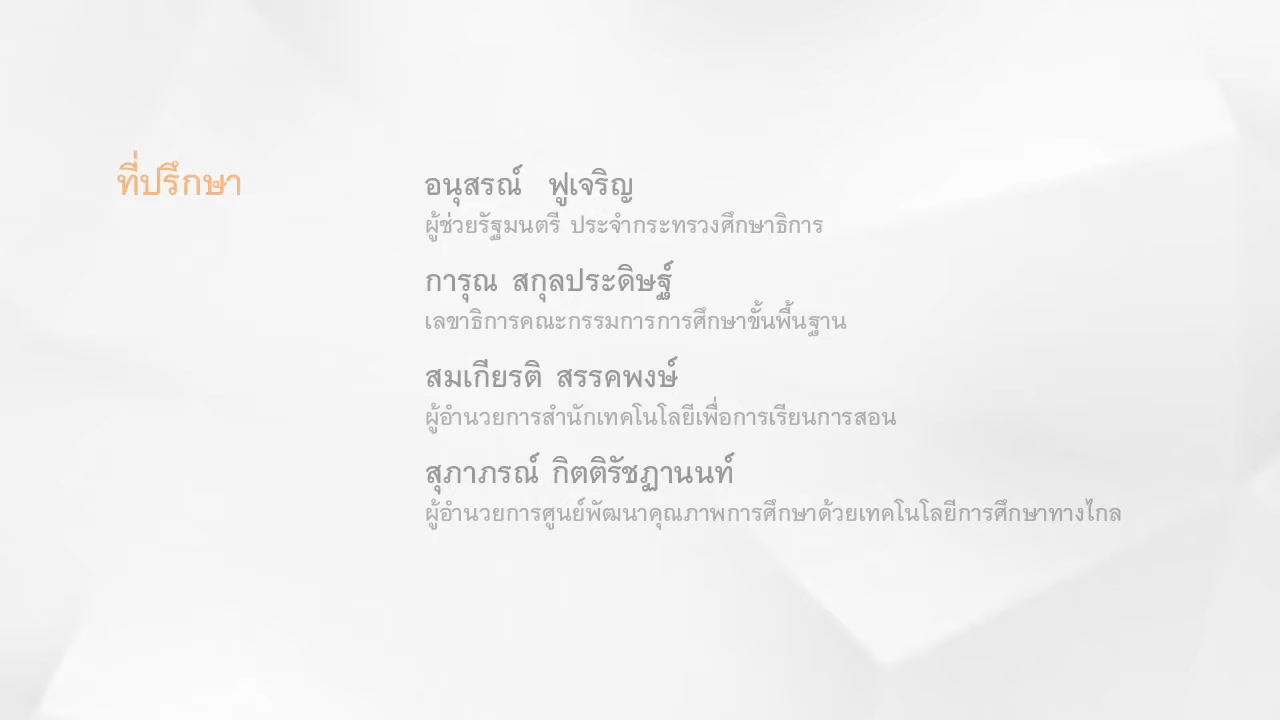 ที่ปรึกษา
อนุสรณ์ ฟูเจริญ
ผู้ช่วยรัฐมนตรี ประจำกระทรวงศึกษาธิการ
การุณ สกุลประดิษฐ์
เลขาธิการคณะกรรมการการศึกษาขั้นพื้นฐาน
สมเกียรติ สรรคพงษ์
ผู้อำนวยการสำนักเทคโนโลยีเพื่อการเรียนการสอน
สุภาภรณ์ กิตติรัชฏานนท์
ผู้อำนวยการศูนย์พัฒนาคุณภาพการศึกษาด้วยเทคโนโลยีการศึกษาทางไกล